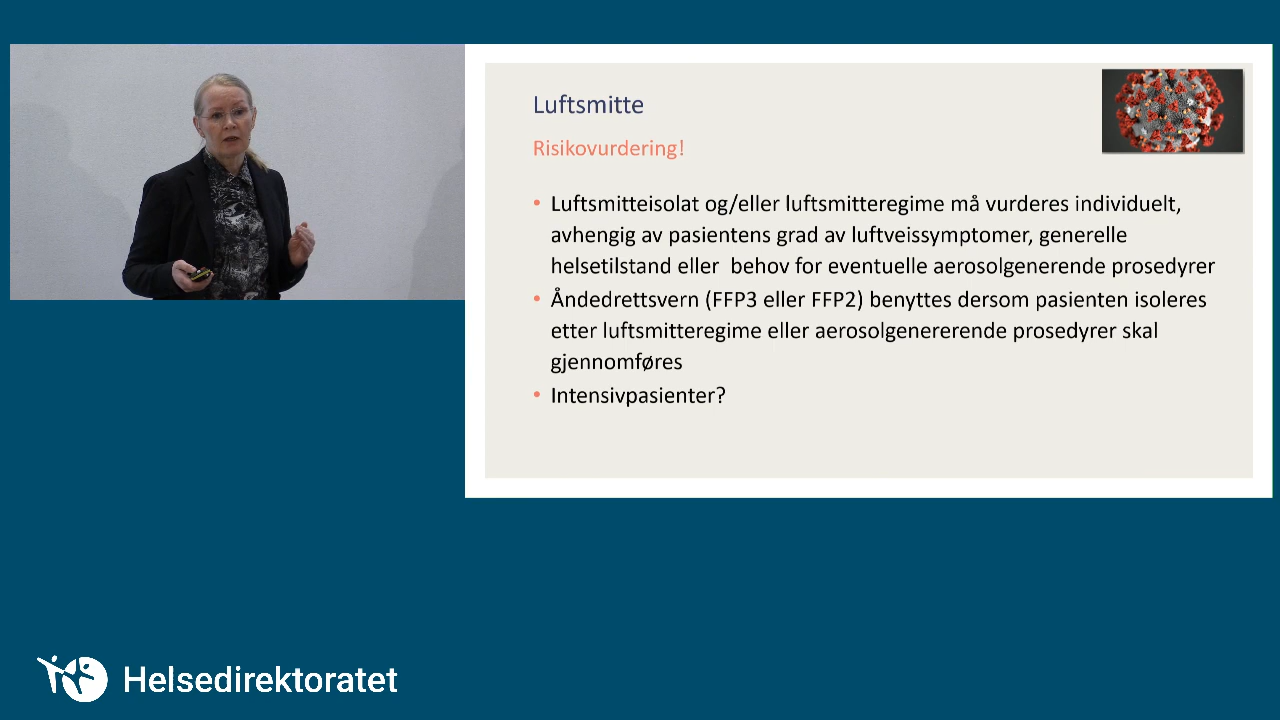 Luftsmitte
Risikovurdering!
• Luftsmitteisolat og/eller luftsmitteregime må vurderes individuelt,
avhengig av pasientens grad av luftveissymptomer, generelle
helsetilstand eller  behov for eventuelle aerosolgenerende prosedyrer
• Åndedrettsvern (FFP3 eller FFP2) benyttes dersom pasienten isoleres
etter luftsmitteregime eller aerosolgenererende prosedyrer skal
gjennomføres
• Intensivpasienter?
Helsedirektoratet